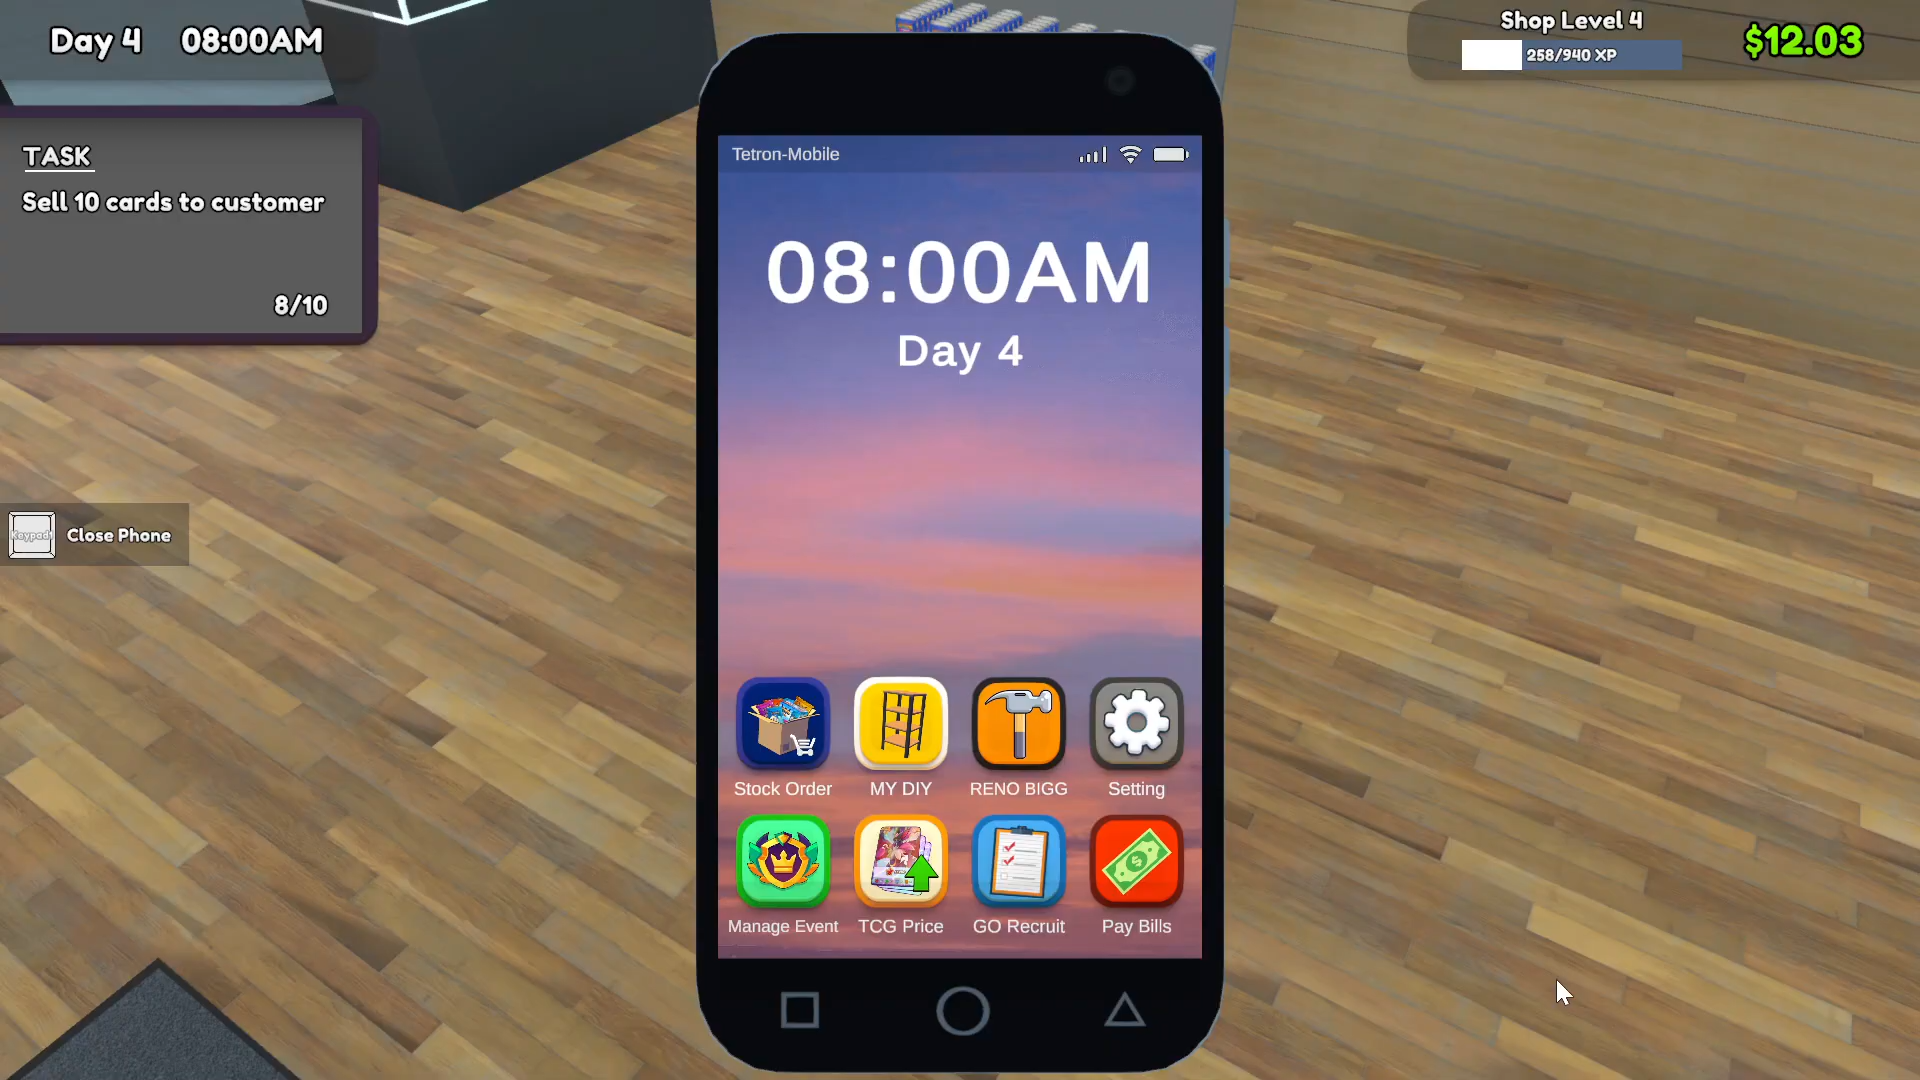 Day 4 08:00AM
Shop Level 4
258/940 XP
$12.03
TASK
Sell 10 cards to customer
8/10
Close Phone
Tetron-Mobile
08:00AM
Day 4
Stock Order MY DIY RENO BIGG Setting
Manage Event TCG Price GO Recruit Pay Bills